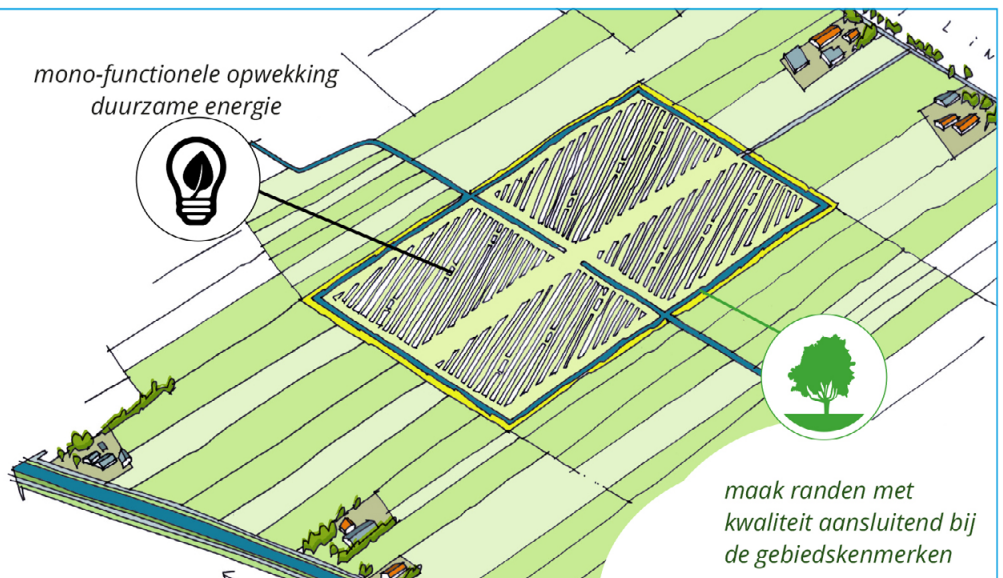 mono-functionele opwekking
duurzame energie
L i N
maak randen met
kwaliteit aansluitend bij
de gebiedskenmerken